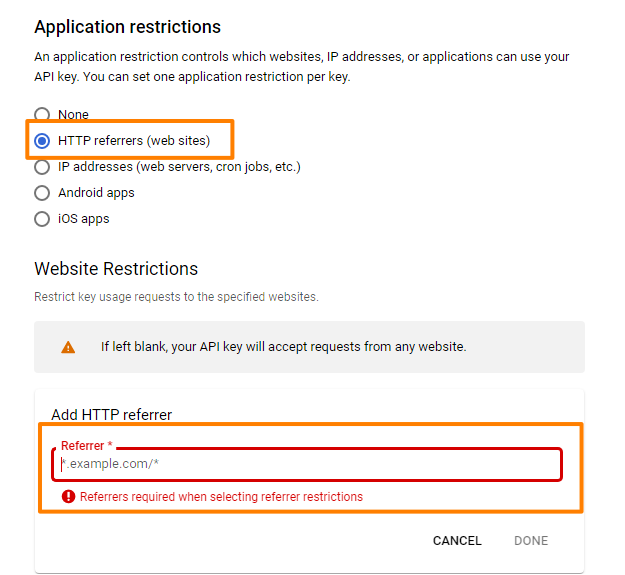 Application restrictions
An application restriction controls which websites, IP addresses, or applications can use your
API key. You can set one application restriction per key.
None
HTTP referrers (web sites)
IP addresses (web servers, cron jobs, etc.)
Android apps
iOS apps
Website Restrictions
Restrict key usage requests to the specified websites.
If left blank, your API key will accept requests from any website.
Add HTTP referrer
Referrer *
*.example.com/*
Referrers required when selecting referrer restrictions
CANCEL DONE